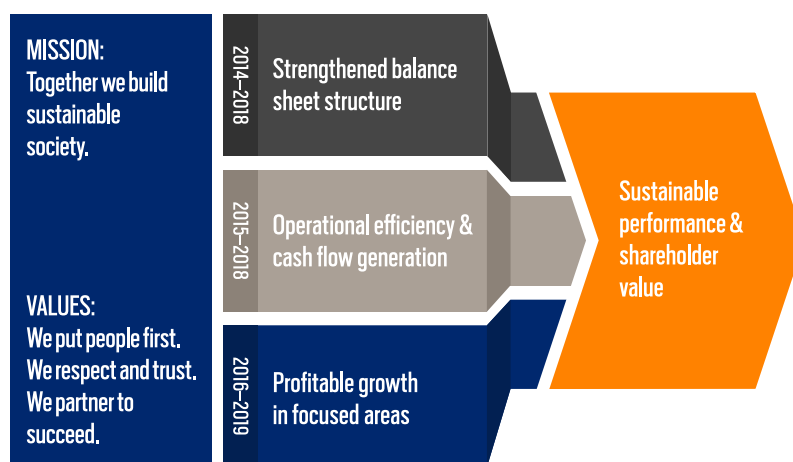 MISSION:
Together we build
sustainable
society.
VALUES:
We put people first.
We respect and trust.
We partner to
succeed.
2014–2018
Strengthened balance
sheet structure
2015–2018
Operational efficiency &
cash flow generation
2016–2019
Profitable growth
in focused areas
Sustainable
performance &
shareholder
value